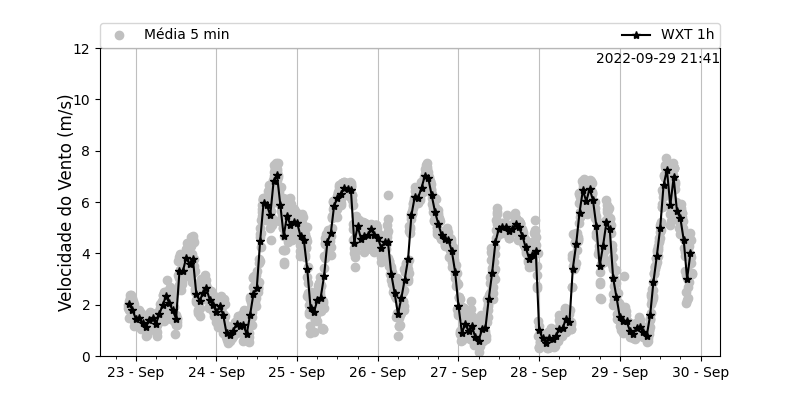 Média 5 min
WXT 1h
2022-09-29 21:41
Velocidade do Vento (m/s)
12
10
8
6
4
2
0
23 - Sep 24 - Sep 25 - Sep 26 - Sep 27 - Sep 28 - Sep 29 - Sep 30 - Sep